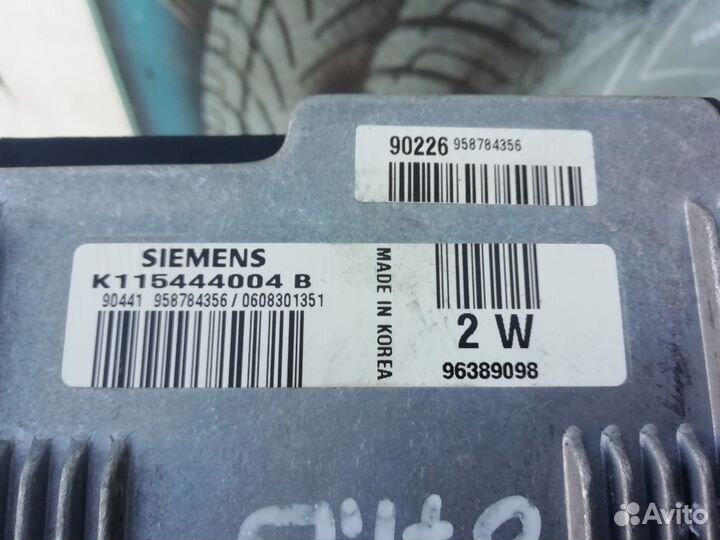 90226 958784356
SIEMENS
K115444004 B
90441 958784356 / 0608301351
MADE IN KOREA
2 W
96389098
Avito